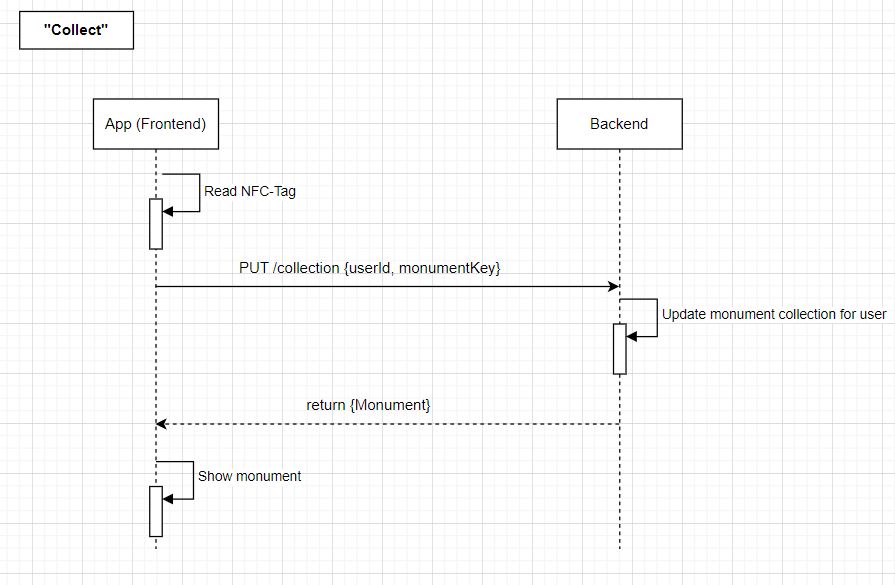 "Collect"
App (Frontend)
Backend
Read NFC-Tag
PUT /collection {userId, monumentKey}
Update monument collection for user
return {Monument}
Show monument